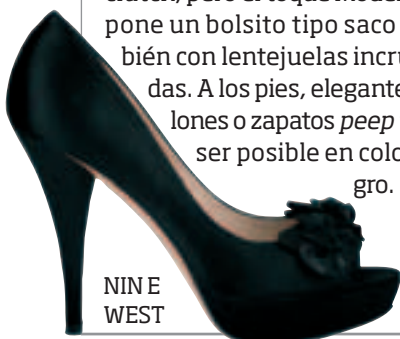 clutch, pero el toque moder
pone un bolsito tipo saco
bién con lentejuelas incru
das. A los pies, elegante
lones o zapatos peep
ser posible en colo
gro.
NIN E
WEST